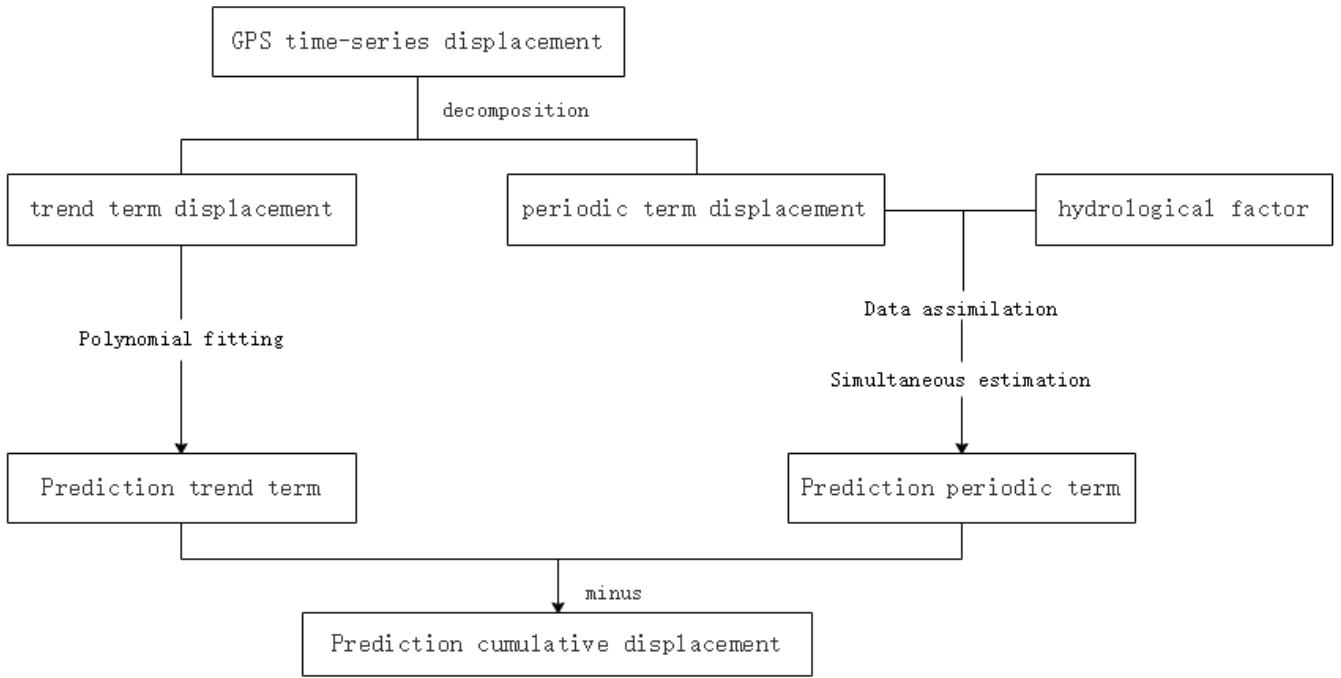 GPS time-series displacement
decomposition
trend term displacement
periodic term displacement
hydrological factor
Data assimilation
Polynomial fitting
Simultaneous estimation
Prediction trend term
Prediction periodic term
minus
Prediction cumulative displacement